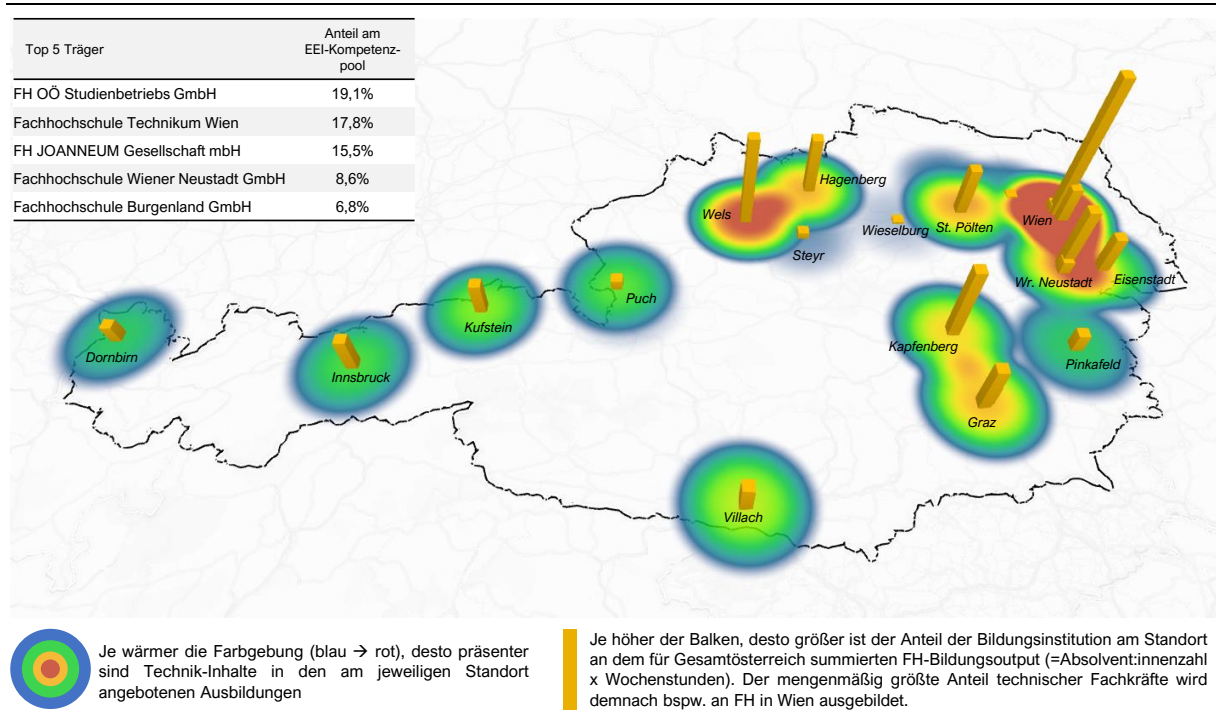 Top 5 Träger
Anteil am
EEI-Kompetenz-
pool
FH OÖ Studienbetriebs GmbH 19,1%
Fachhochschule Technikum Wien 17,8%
FH JOANNEUM Gesellschaft mbH 15,5%
Fachhochschule Wiener Neustadt GmbH 8,6%
Fachhochschule Burgenland GmbH 6,8%
Hagenberg
Wels
Steyr
Wieselburg
St. Pölten
Wien
Wr. Neustadt
Eisenstadt
Puch
Kufstein
Dornbirn
Innsbruck
Kapfenberg
Pinkafeld
Graz
Villach
Je wärmer die Farbgebung (blau → rot), desto präsenter
sind Technik-Inhalte in den am jeweiligen Standort
angebotenen Ausbildungen
Je höher der Balken, desto größer ist der Anteil der Bildungsinstitution am Standort
an dem für Gesamtösterreich summierten FH-Bildungsoutput (=Absolvent:innenzahl
x Wochenstunden). Der mengenmäßig größte Anteil technischer Fachkräfte wird
demnach bspw. an FH in Wien ausgebildet.